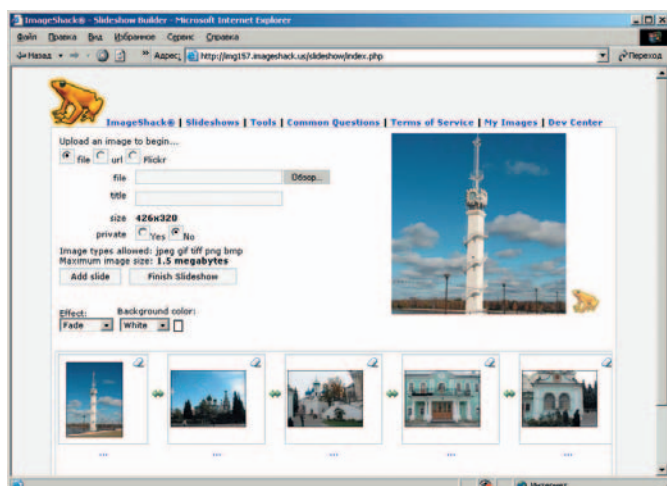 ImageShack® - Slideshow Builder - Microsoft Internet Explorer
Файл Правка Вид Избранное Сервис Справка
Назад » Адрес: http://img157.imageshack.us/slideshow/index.php Переход
ImageShack® | Slideshows | Tools | Common Questions | Terms of Service | My Images | Dev Center
Upload an image to begin...
file url Flickr
file Обзор...
title
size 426x320
private Yes No
Image types allowed: jpeg gif tiff png bmp
Maximum image size: 1.5 megabytes
Add slide Finish Slideshow
Effect: Background color:
Fade White
... ... ... ... ...
Интернет